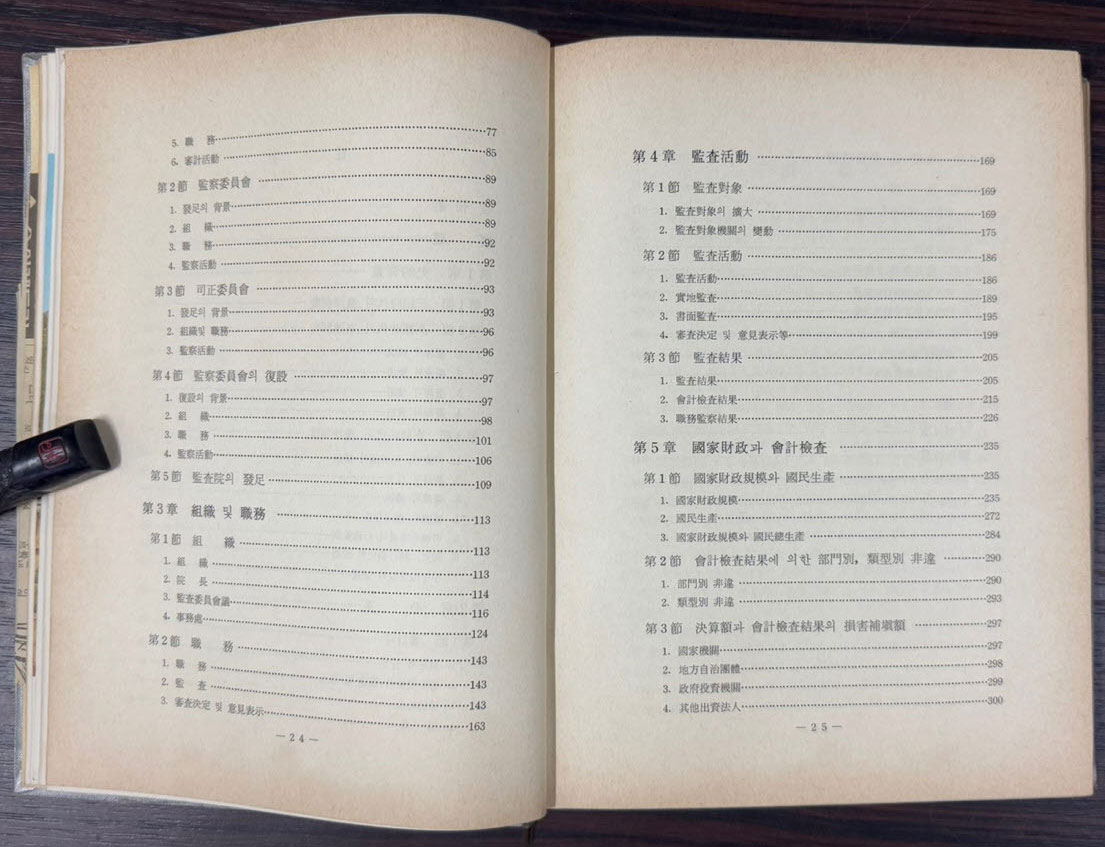 5. 職 務 77
6. 審計活動 85
第2節 監察委員會 89
1. 發足의 背景 89
2. 組 織 89
3. 職 務 92
4. 監察活動 92
第3節 司正委員會 93
1. 發足의 背景 93
2. 組織및 職務 96
3. 監察活動 96
第4節 監察委員會의 復設 97
1. 復設의 背景 97
2. 組 織 98
3. 職 務 101
4. 監察活動 106
第5節 監査院의 發足 109
第3章 組織 및 職務 113
第1節 組 織 113
1. 組 織 113
2. 院 長 114
3. 監査委員會議 116
4. 事務處 124
第2節 職 務 143
1. 職 務 143
2. 監 査 143
3. 審査決定 및 意見表示 163
— 2 4 —
第4章 監査活動 169
第1節 監査對象 169
1. 監査對象의 擴大 169
2. 監査對象機關의 變動 175
第2節 監査活動 186
1. 監査活動 186
2. 實地監査 189
3. 書面監査 195
4. 審査決定 및 意見表示等 199
第3節 監査結果 205
1. 監査結果 205
2. 會計檢査結果 215
3. 職務監察結果 226
第5章 國家財政과 會計檢査 235
第1節 國家財政規模와 國民生產 235
1. 國家財政規模 235
2. 國民生產 272
3. 國家財政規模와 國民總生產 284
第2節 會計檢査結果에 의한 部門別, 類型別 非違 290
1. 部門別 非違 290
2. 類型別 非違 293
第3節 決算額과 會計檢査結果의 損害補塡額 297
1. 國家機關 297
2. 地方自治團體 298
3. 政府投資機關 299
4. 其他出資法人 300
— 2 5 —